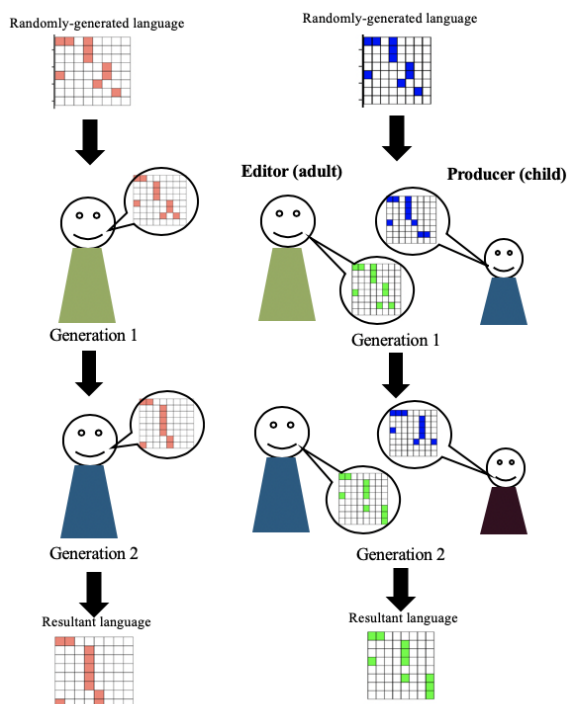 Randomly-generated language
Generation 1
Generation 2
Resultant language
Randomly-generated language
Editor (adult)
Producer (child)
Generation 1
Generation 2
Resultant language